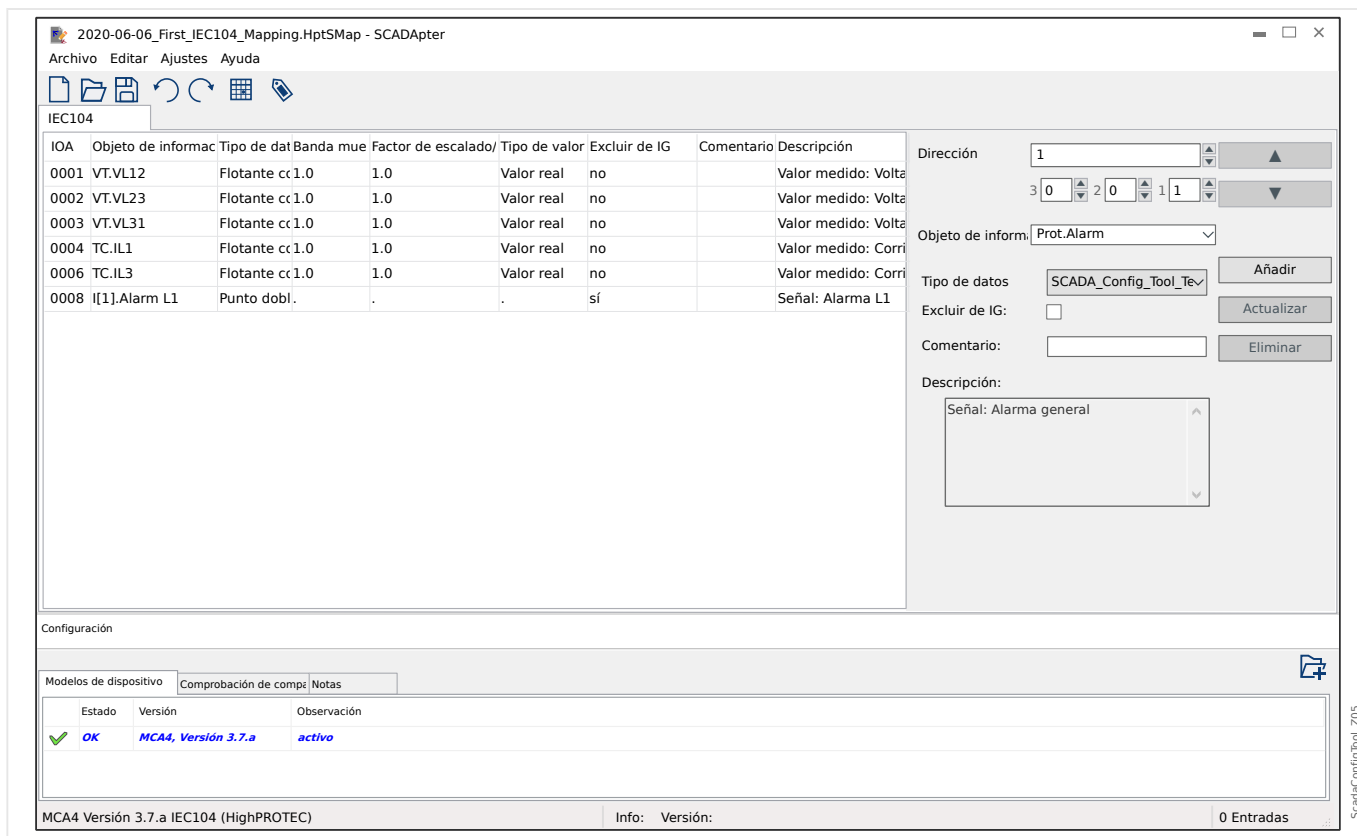 2020-06-06_First_IEC104_Mapping.HptSMap - SCADApter
Archivo Editar Ajustes Ayuda
IEC104
IOA Objeto de informac Tipo de dat Banda mue Factor de escalado/ Tipo de valor Excluir de IG Comentario Descripción
0001 VT.VL12 Flotante cc 1.0 1.0 Valor real no Valor medido: Volta
0002 VT.VL23 Flotante cc 1.0 1.0 Valor real no Valor medido: Volta
0003 VT.VL31 Flotante cc 1.0 1.0 Valor real no Valor medido: Volta
0004 TC.IL1 Flotante cc 1.0 1.0 Valor real no Valor medido: Corri
0006 TC.IL3 Flotante cc 1.0 1.0 Valor real no Valor medido: Corri
0008 I[1].Alarm L1 Punto dobl . . . sí Señal: Alarma L1
Dirección 1 ▲
3 0 2 0 1 1 ▼
Objeto de inform Prot.Alarm
Añadir
Tipo de datos SCADA_Config_Tool_Te
Excluir de IG: Actualizar
Comentario: Eliminar
Descripción:
Señal: Alarma general
Configuración
Modelos de dispositivo Comprobación de compa Notas
Estado Versión Observación
OK MCA4, Versión 3.7.a activo
MCA4 Versión 3.7.a IEC104 (HighPROTEC) Info: Versión: 0 Entradas
ScadaConfigTool_Z05